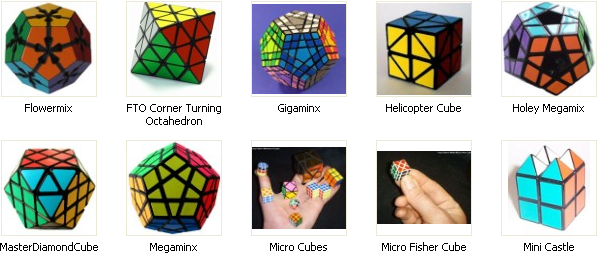 Flowermix
FTO Corner Turning
Octahedron
Gigaminx
Helicopter Cube
Holey Megamix
MasterDiamondCube
Megaminx
Micro Cubes
Micro Fisher Cube
Mini Castle